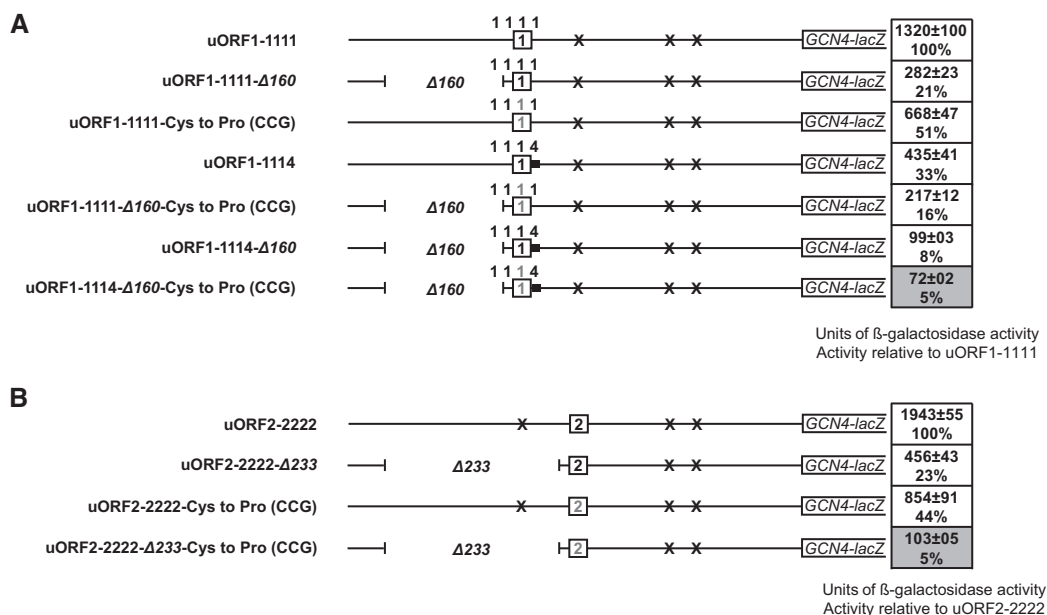 A
1 1 1 1
uORF1-1111 1 X X X GCN4-lacZ 1320±100
100%
1 1 1 1
uORF1-1111-Δ160 Δ160 1 X X X GCN4-lacZ 282±23
21%
1 1 1 1
uORF1-1111-Cys to Pro (CCG) 1 X X X GCN4-lacZ 668±47
51%
1 1 1 4
uORF1-1114 1 X X X GCN4-lacZ 435±41
33%
1 1 1 1
uORF1-1111-Δ160-Cys to Pro (CCG) Δ160 1 X X X GCN4-lacZ 217±12
16%
1 1 1 4
uORF1-1114-Δ160 Δ160 1 X X X GCN4-lacZ 99±03
8%
1 1 1 4
uORF1-1114-Δ160-Cys to Pro (CCG) Δ160 1 X X X GCN4-lacZ 72±02
5%
Units of ß-galactosidase activity
Activity relative to uORF1-1111
B
uORF2-2222 X 2 X X GCN4-lacZ 1943±55
100%
uORF2-2222-Δ233 Δ233 2 X X GCN4-lacZ 456±43
23%
uORF2-2222-Cys to Pro (CCG) X 2 X X GCN4-lacZ 854±91
44%
uORF2-2222-Δ233-Cys to Pro (CCG) Δ233 2 X X GCN4-lacZ 103±05
5%
Units of ß-galactosidase activity
Activity relative to uORF2-2222